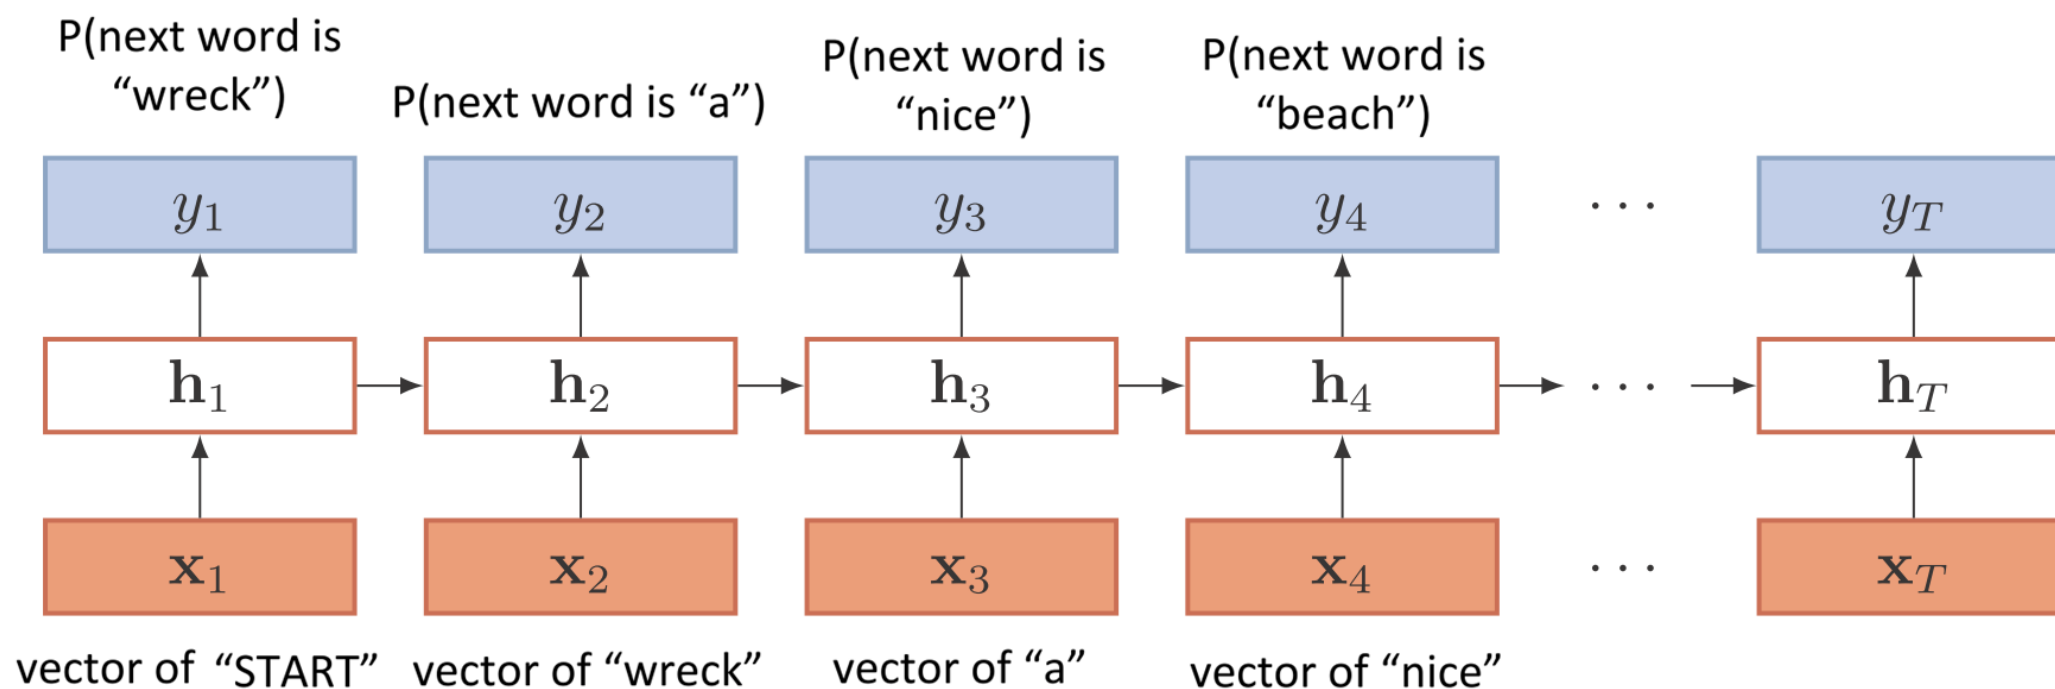 P(next word is
“wreck”)
P(next word is “a”)
P(next word is
“nice”)
P(next word is
“beach”)
y1 y2 y3 y4 ··· yT
h1 h2 h3 h4 ··· hT
x1 x2 x3 x4 ··· xT
vector of “START” vector of “wreck” vector of “a” vector of “nice”